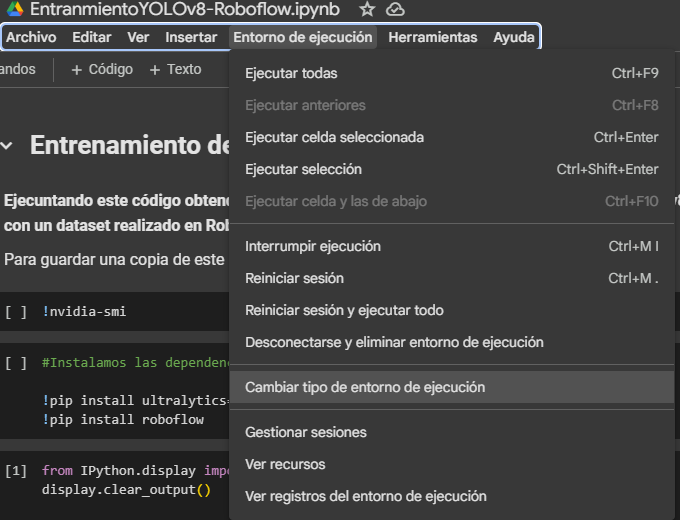 EntranmientoYOLOv8-Roboflow.ipynb
Archivo Editar Ver Insertar Entorno de ejecución Herramientas Ayuda
andos + Código + Texto
Ejecutar todas Ctrl+F9
Ejecutar anteriores Ctrl+F8
Ejecutar celda seleccionada Ctrl+Enter
Ejecutar selección Ctrl+Shift+Enter
Ejecutar celda y las de abajo Ctrl+F10
Interrumpir ejecución Ctrl+M I
Reiniciar sesión Ctrl+M .
Reiniciar sesión y ejecutar todo
Desconectarse y eliminar entorno de ejecución
Cambiar tipo de entorno de ejecución
Gestionar sesiones
Ver recursos
Ver registros del entorno de ejecución
Entrenamiento de
Ejecuntando este código obten
con un dataset realizado en Rob
Para guardar una copia de este
[ ] !nvidia-smi
[ ] #Instalamos las dependenc
!pip install ultralytics=
!pip install roboflow
[1] from IPython.display impo
display.clear_output()